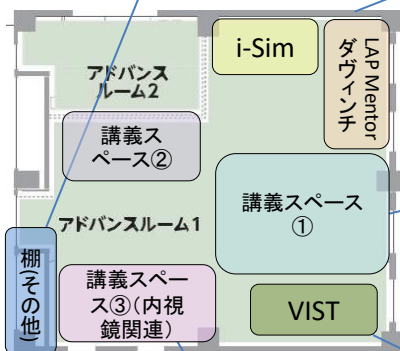 i-Sim
LAP Mentor
ダヴィンチ
アドバンス
ルーム2
講義ス
ペース②
講義スペース
①
アドバンスルーム1
棚(その他)
講義スペー
ス③(内視
鏡関連)
VIST